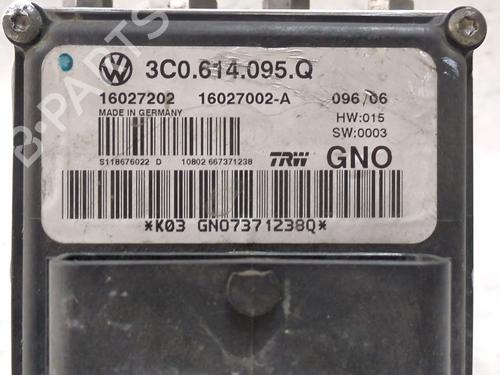 3C0.614.095.Q
16027202 16027002-A 096/06
MADE IN GERMANY
HW:015
SW:0003
S118676022 D 10802 667371238 TRW GNO
*K03 GNO7371238Q*
B-PARTS